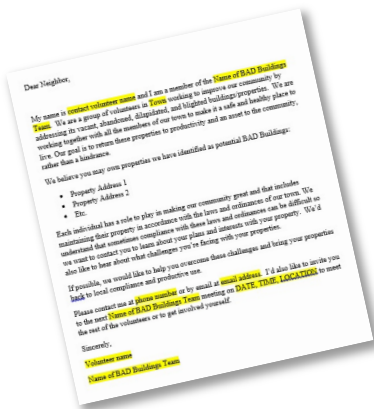 Dear Neighbor,
My name is contact volunteer name and I am a member of the Name of BAD Buildings
Team. We are a group of volunteers in Town working to improve our community by
addressing its vacant, abandoned, dilapidated, and blighted buildings/properties. We are
working together with all the members of our town to make it a safe and healthy place to
live. Our goal is to return these properties to productivity and an asset to the community,
rather than a hindrance.
We believe you may own properties we have identified as potential BAD Buildings:
• Property Address 1
• Property Address 2
• Etc.
Each individual has a role to play in making our community great and that includes
maintaining their property in accordance with the laws and ordinances of our town. We
understand that sometimes compliance with these laws and ordinances can be difficult so
we want to contact you to learn about your plans and interests with your property. We'd
also like to hear about what challenges you're facing with your properties.
If possible, we would like to help you overcome these challenges and bring your properties
back to local compliance and productive use.
Please contact me at phone number or by email at email address. I'd also like to invite you
to the next Name of BAD Buildings Team meeting on DATE, TIME, LOCATION to meet
the rest of the volunteers or to get involved yourself.
Sincerely,
Volunteer name
Name of BAD Buildings Team